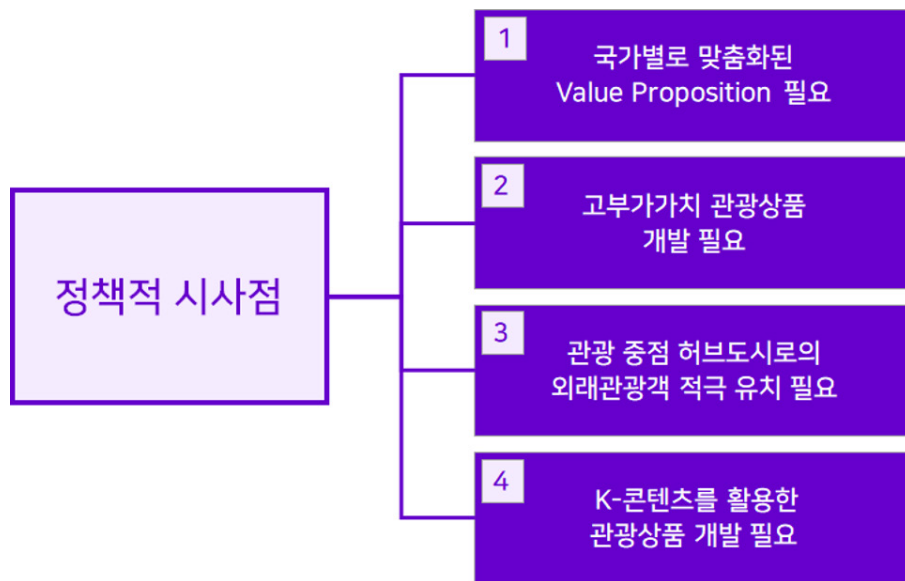 정책적 시사점
1
국가별로 맞춤화된
Value Proposition 필요
2
고부가가치 관광상품
개발 필요
3
관광 중점 허브도시로의
외래관광객 적극 유치 필요
4
K-콘텐츠를 활용한
관광상품 개발 필요